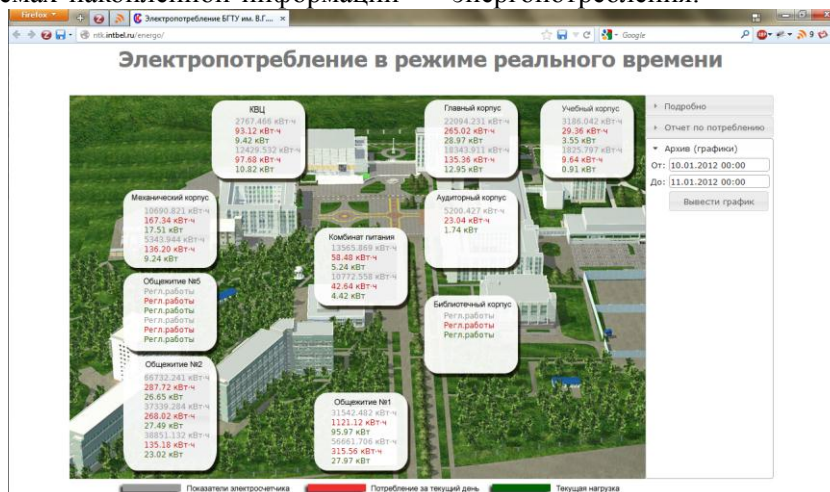 накопленной информации энергопотребления.
Firefox
Электропотребление БГТУ им. В.Г....
ntk.intbel.ru/energo/
Google
9
Электропотребление в режиме реального времени
КВЦ
2767.466 кВт·ч
93.12 кВт·ч
9.42 кВт
12429.532 кВт·ч
97.68 кВт·ч
10.82 кВт
Главный корпус
22094.231 кВт·ч
265.02 кВт·ч
28.97 кВт
18343.911 кВт·ч
135.36 кВт·ч
12.95 кВт
Учебный корпус
3186.042 кВт·ч
29.36 кВт·ч
3.55 кВт
1825.797 кВт·ч
9.64 кВт·ч
0.91 кВт
Подробно
Отчет по потреблению
Архив (графики)
От: 10.01.2012 00:00
До: 11.01.2012 00:00
Вывести график
Механический корпус
10690.821 кВт·ч
167.34 кВт·ч
17.51 кВт
5343.944 кВт·ч
136.20 кВт·ч
9.24 кВт
Аудиторный корпус
5200.427 кВт·ч
23.04 кВт·ч
1.74 кВт
Комбинат питания
13565.869 кВт·ч
58.48 кВт·ч
5.24 кВт
10772.558 кВт·ч
42.64 кВт·ч
4.42 кВт
Общежитие №5
Регл.работы
Регл.работы
Регл.работы
Регл.работы
Регл.работы
Регл.работы
Библиотечный корпус
Регл.работы
Регл.работы
Регл.работы
Общежитие №2
66732.241 кВт·ч
287.72 кВт·ч
26.65 кВт
37339.284 кВт·ч
268.02 кВт·ч
27.49 кВт
38851.132 кВт·ч
135.18 кВт·ч
23.02 кВт
Общежитие №1
31542.482 кВт·ч
1121.12 кВт·ч
95.97 кВт
56661.706 кВт·ч
315.56 кВт·ч
27.97 кВт
Показатели электросчетчика
Потребление за текущий день
Текущая нагрузка